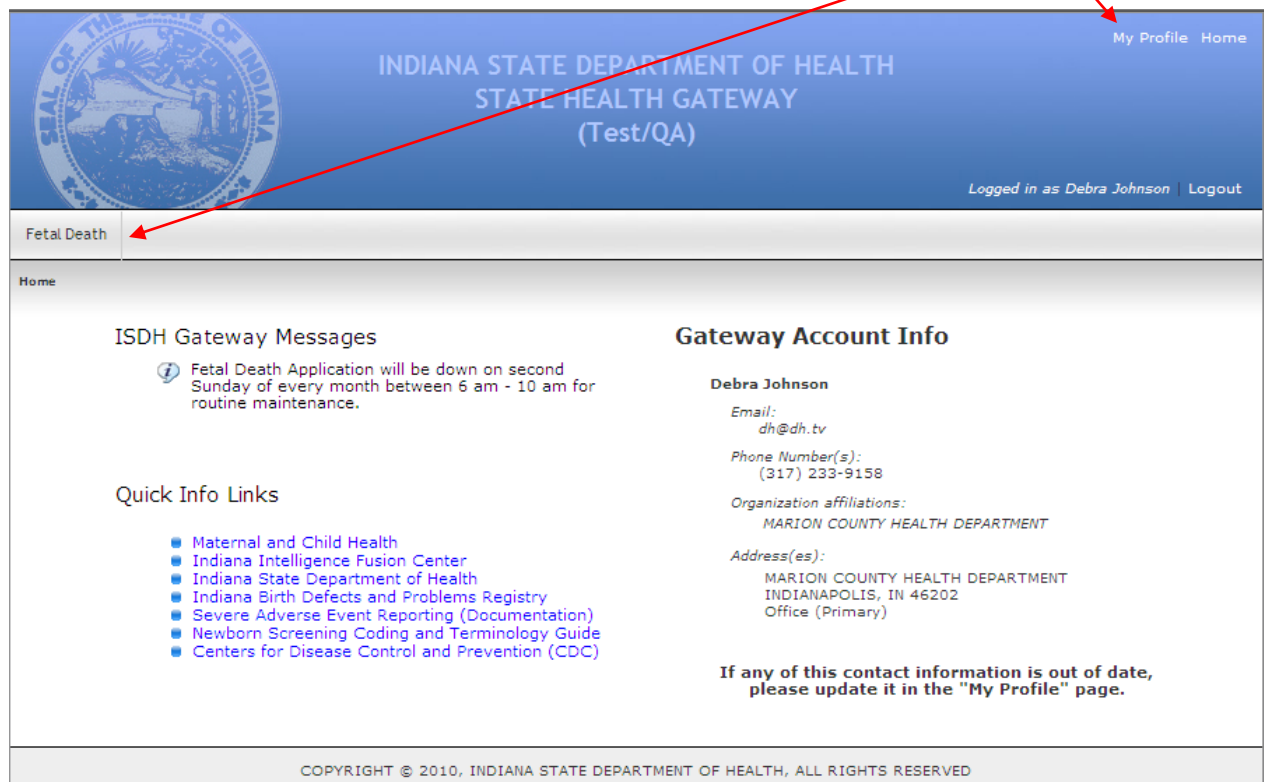 My Profile Home
SEAL OF THE STATE OF INDIANA
INDIANA STATE DEPARTMENT OF HEALTH
STATE HEALTH GATEWAY
(Test/QA)
Logged in as Debra Johnson | Logout
Fetal Death
Home
ISDH Gateway Messages
Fetal Death Application will be down on second
Sunday of every month between 6 am - 10 am for
routine maintenance.
Quick Info Links
Maternal and Child Health
Indiana Intelligence Fusion Center
Indiana State Department of Health
Indiana Birth Defects and Problems Registry
Severe Adverse Event Reporting (Documentation)
Newborn Screening Coding and Terminology Guide
Centers for Disease Control and Prevention (CDC)
Gateway Account Info
Debra Johnson
Email:
dh@dh.tv
Phone Number(s):
(317) 233-9158
Organization affiliations:
MARION COUNTY HEALTH DEPARTMENT
Address(es):
MARION COUNTY HEALTH DEPARTMENT
INDIANAPOLIS, IN 46202
Office (Primary)
If any of this contact information is out of date,
please update it in the "My Profile" page.
COPYRIGHT © 2010, INDIANA STATE DEPARTMENT OF HEALTH, ALL RIGHTS RESERVED